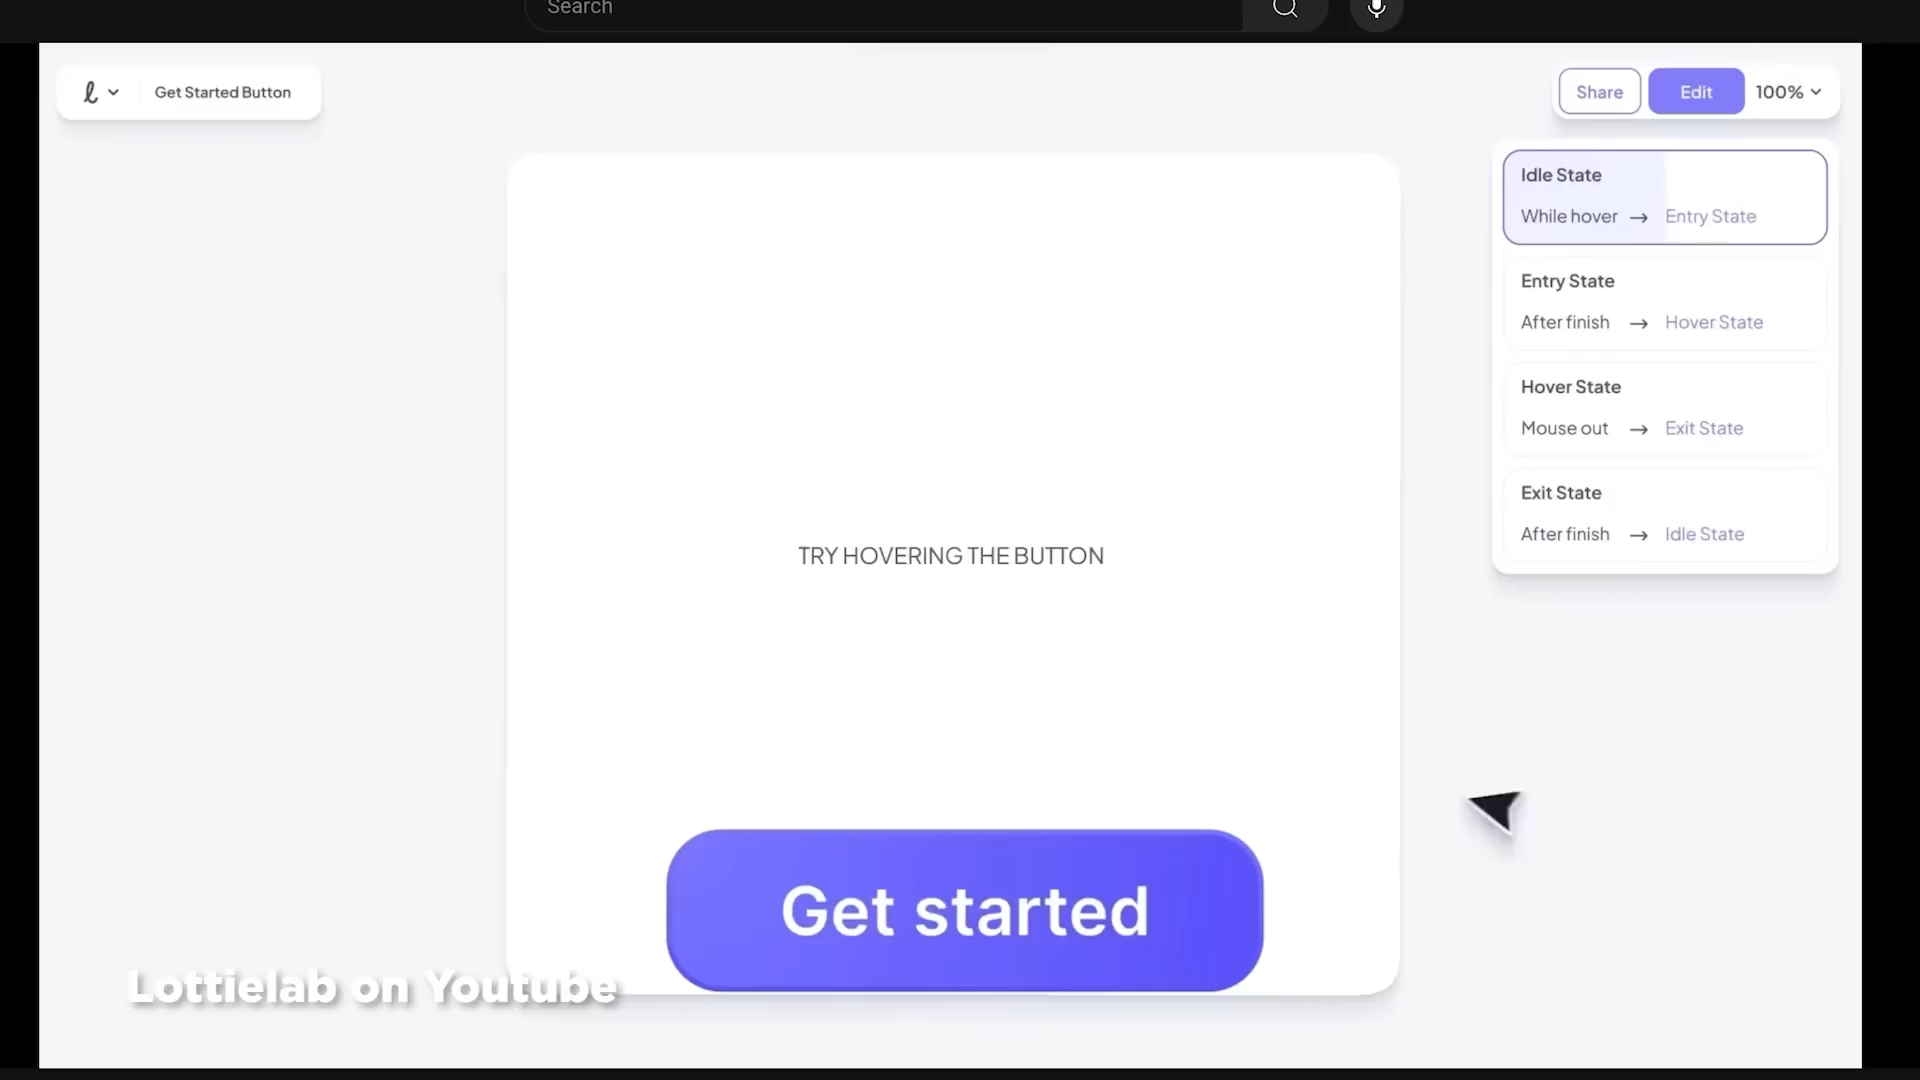 Search
Get Started Button
Share
Edit
100%
Idle State
While hover → Entry State
Entry State
After finish → Hover State
Hover State
Mouse out → Exit State
Exit State
After finish → Idle State
TRY HOVERING THE BUTTON
Get started
Lottielab on Youtube